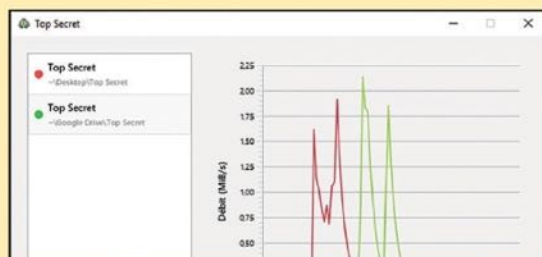 Top Secret
Top Secret
~\Desktop\Top Secret
Top Secret
~\Google Drive\Top Secret
Débit (MiB/s)
2,25
2,00
1,75
1,50
1,25
1,00
0,75
0,50